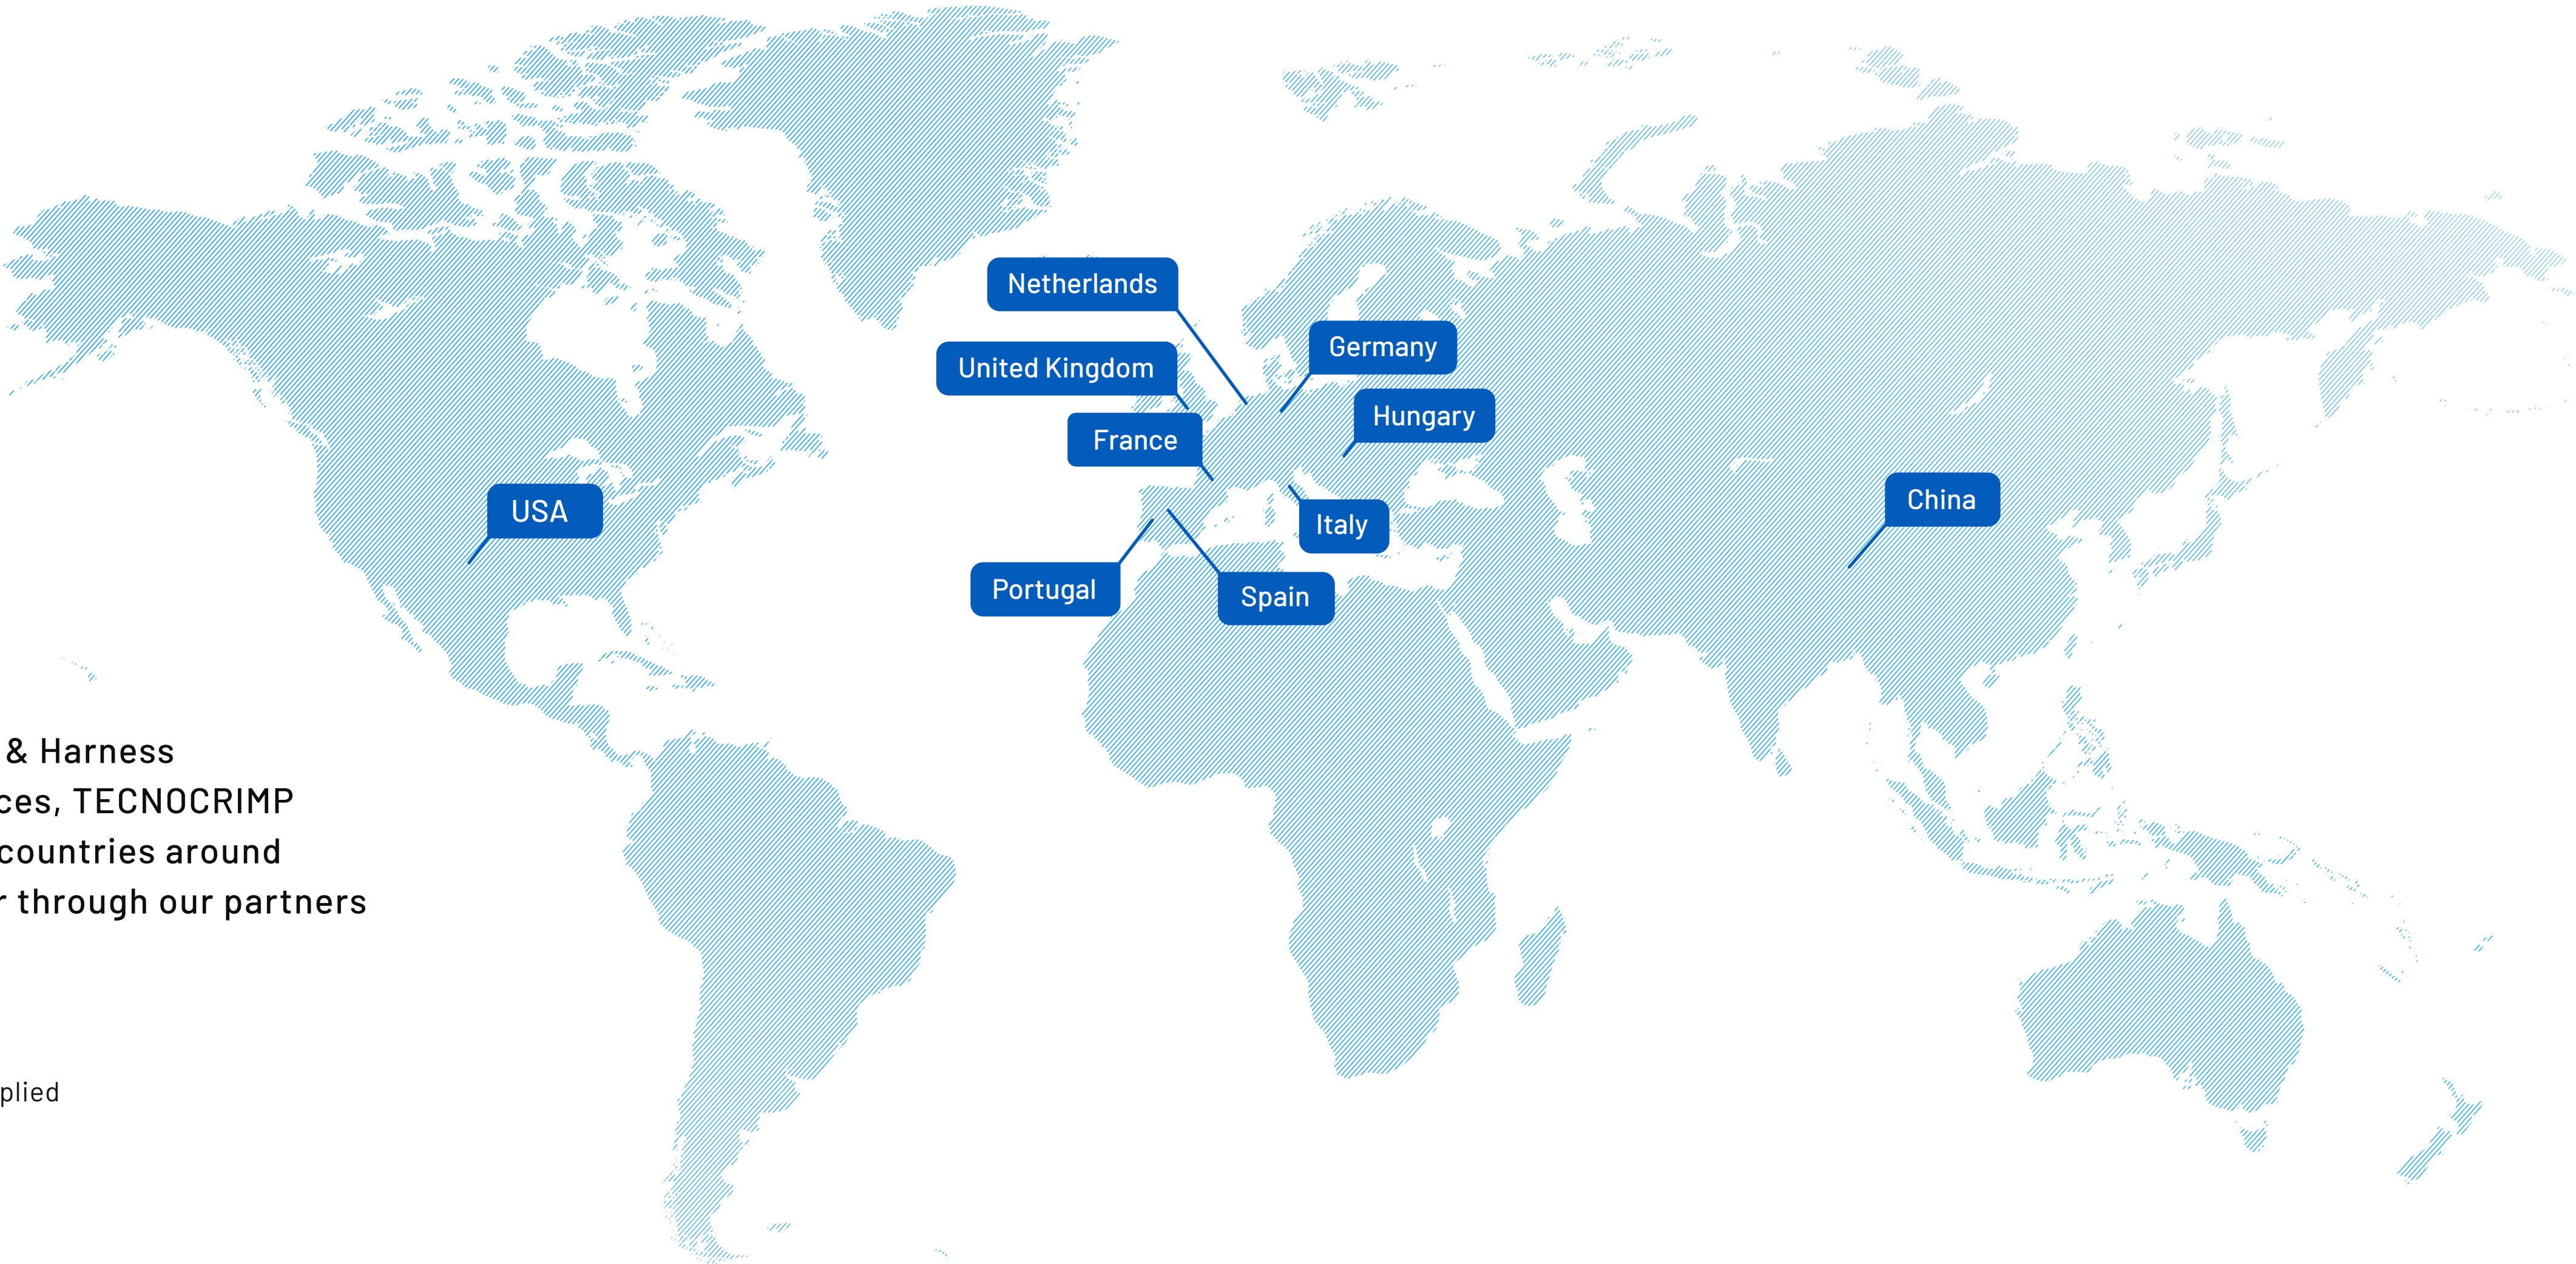 Netherlands
Germany
United Kingdom
Hungary
France
USA
Italy
China
Portugal
Spain
& Harness
ces, TECNOCRIMP
countries around
r through our partners
plied